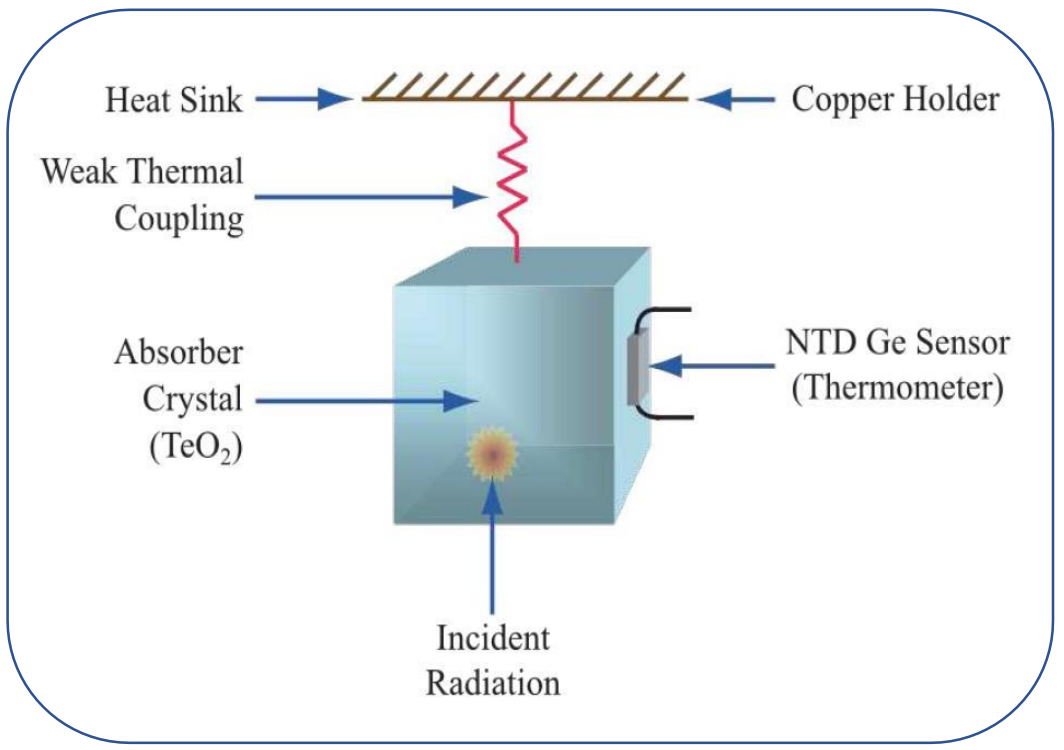 Heat Sink
Copper Holder
Weak Thermal
Coupling
Absorber
Crystal
(TeO₂)
NTD Ge Sensor
(Thermometer)
Incident
Radiation